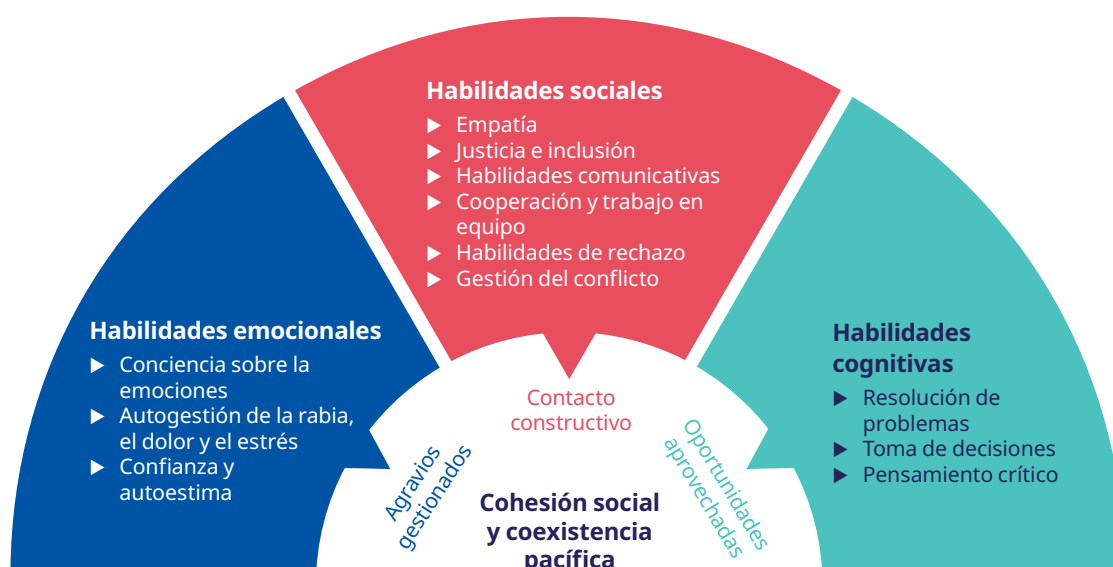 Habilidades sociales
▶ Empatía
▶ Justicia e inclusión
▶ Habilidades comunicativas
▶ Cooperación y trabajo en
equipo
▶ Habilidades de rechazo
▶ Gestión del conflicto
Habilidades emocionales
▶ Conciencia sobre la
emociones
▶ Autogestión de la rabia,
el dolor y el estrés
▶ Confianza y
autoestima
Habilidades
cognitivas
▶ Resolución de
problemas
▶ Toma de decisiones
▶ Pensamiento crítico
Agravios
gestionados
Contacto
constructivo
Oportunidades
aprovechadas
Cohesión social
y coexistencia
pacífica